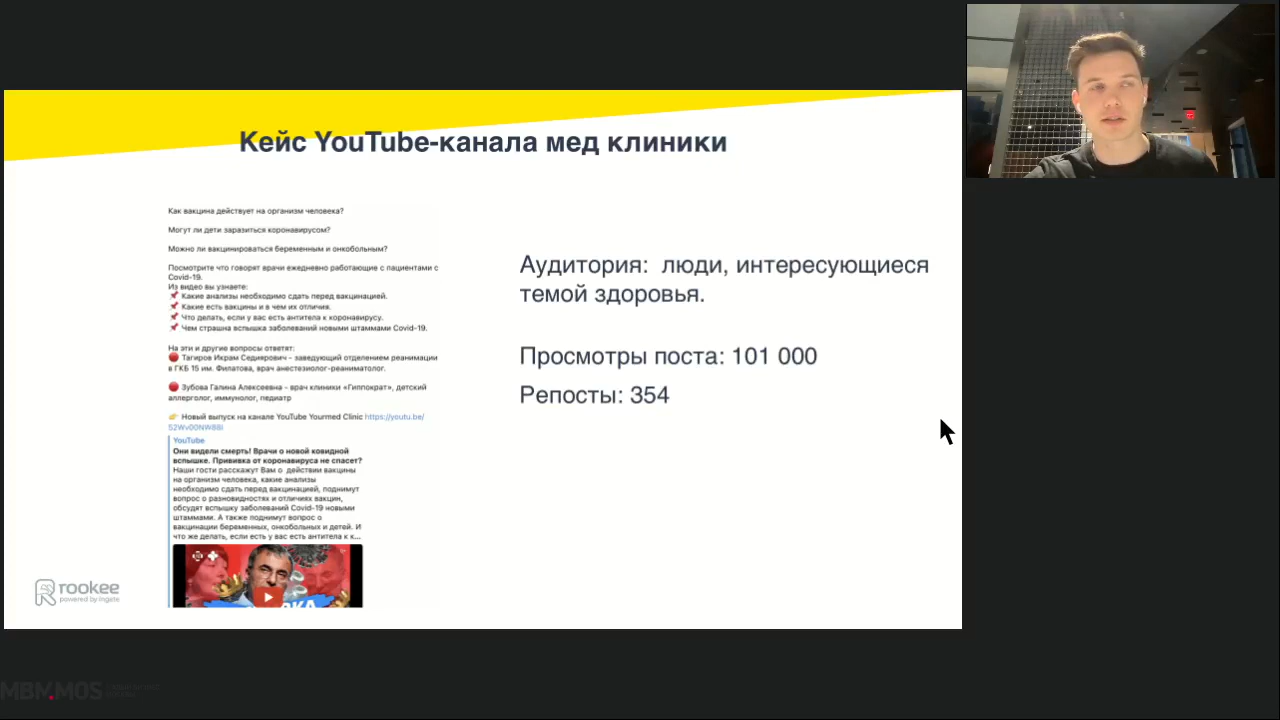 Кейс YouTube-канала мед клиники
Как вакцина действует на организм человека?
Могут ли дети заразиться коронавирусом?
Можно ли вакцинироваться беременным и онкобольным?
Посмотрите что говорят врачи ежедневно работающие с пациентами с
Covid-19.
Из видео вы узнаете:
Какие анализы необходимо сдать перед вакцинацией.
Какие есть вакцины и в чем их отличия.
Что делать, если у вас есть антитела к коронавирусу.
Чем страшна вспышка заболеваний новыми штаммами Covid-19.
На эти и другие вопросы ответят:
Тагиров Икрам Седиярович - заведующий отделением реанимации
в ГКБ 15 им. Филатова, врач анестезиолог-реаниматолог.
Зубова Галина Алексеевна - врач клиники «Гиппократ», детский
аллерголог, иммунолог, педиатр
Новый выпуск на канале YouTube Yourmed Clinic https://youtu.be/
YouTube
Они видели смерть! Врачи о новой ковидной
вспышке. Прививка от коронавируса не спасет?
Наши гости расскажут Вам о действии вакцины
на организм человека, какие анализы
необходимо сдать перед вакцинацией, поднимут
вопрос о разновидностях и отличиях вакцин,
обсудят вспышку заболеваний Covid-19 новыми
штаммами. А также поднимут вопрос о
вакцинации беременных, онкобольных и детей. И
что же делать, если есть у вас есть антитела к к...
Аудитория: люди, интересующиеся
темой здоровья.
Просмотры поста: 101 000
Репосты: 354
rookee
powered by ingate
MBM.MOS